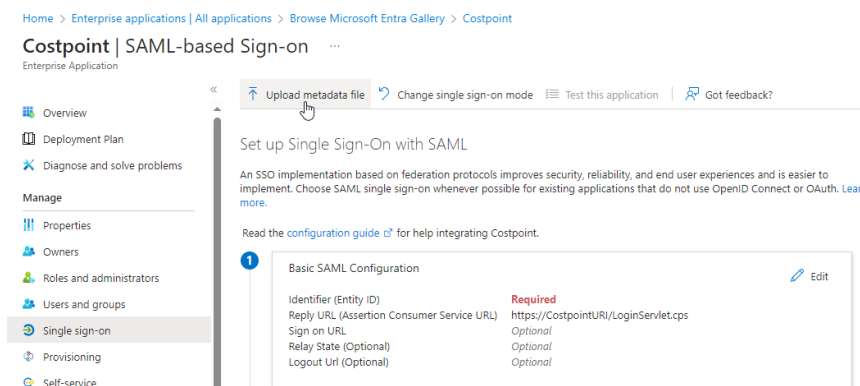 Home > Enterprise applications | All applications > Browse Microsoft Entra Gallery > Costpoint
Costpoint | SAML-based Sign-on ...
Enterprise Application
«
Overview
Deployment Plan
Diagnose and solve problems
Manage
Properties
Owners
Roles and administrators
Users and groups
Single sign-on
Provisioning
Self-service
Upload metadata file Change single sign-on mode Test this application | Got feedback?
Set up Single Sign-On with SAML
An SSO implementation based on federation protocols improves security, reliability, and end user experiences and is easier to
implement. Choose SAML single sign-on whenever possible for existing applications that do not use OpenID Connect or OAuth. Lear
more.
Read the configuration guide for help integrating Costpoint.
1
Basic SAML Configuration
Edit
Identifier (Entity ID) Required
Reply URL (Assertion Consumer Service URL) https://CostpointURI/LoginServlet.cps
Sign on URL Optional
Relay State (Optional) Optional
Logout Url (Optional) Optional